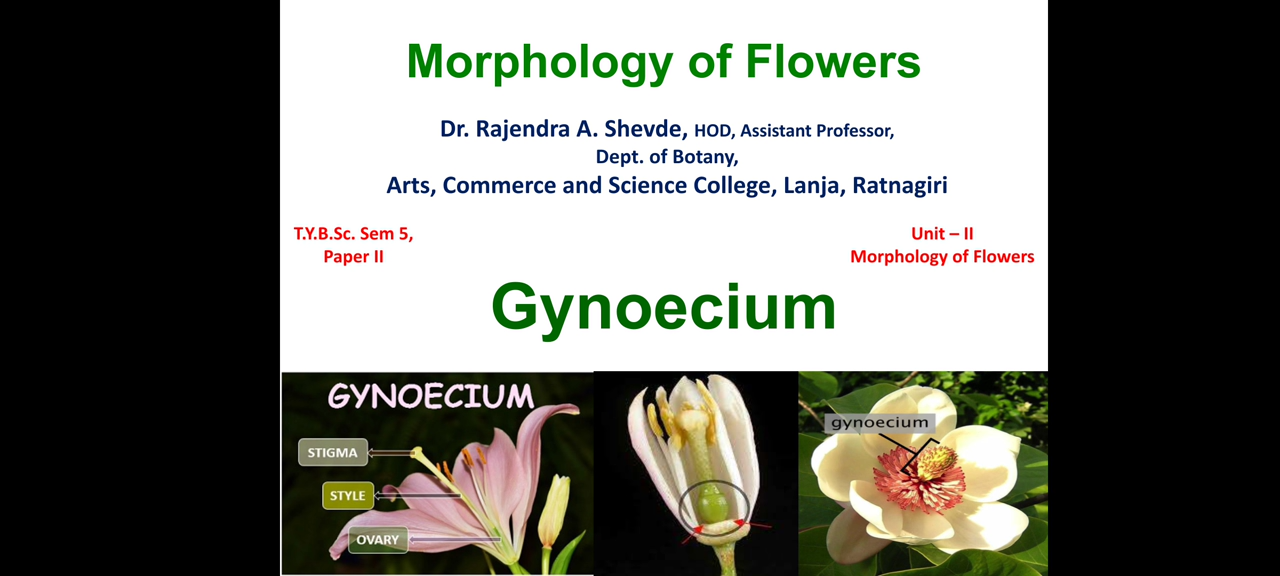 Morphology of Flowers
Dr. Rajendra A. Shevde, HOD, Assistant Professor,
Dept. of Botany,
Arts, Commerce and Science College, Lanja, Ratnagiri
T.Y.B.Sc. Sem 5,
Paper II
Unit – II
Morphology of Flowers
Gynoecium
GYNOECIUM
STIGMA
STYLE
OVARY
gynoecium